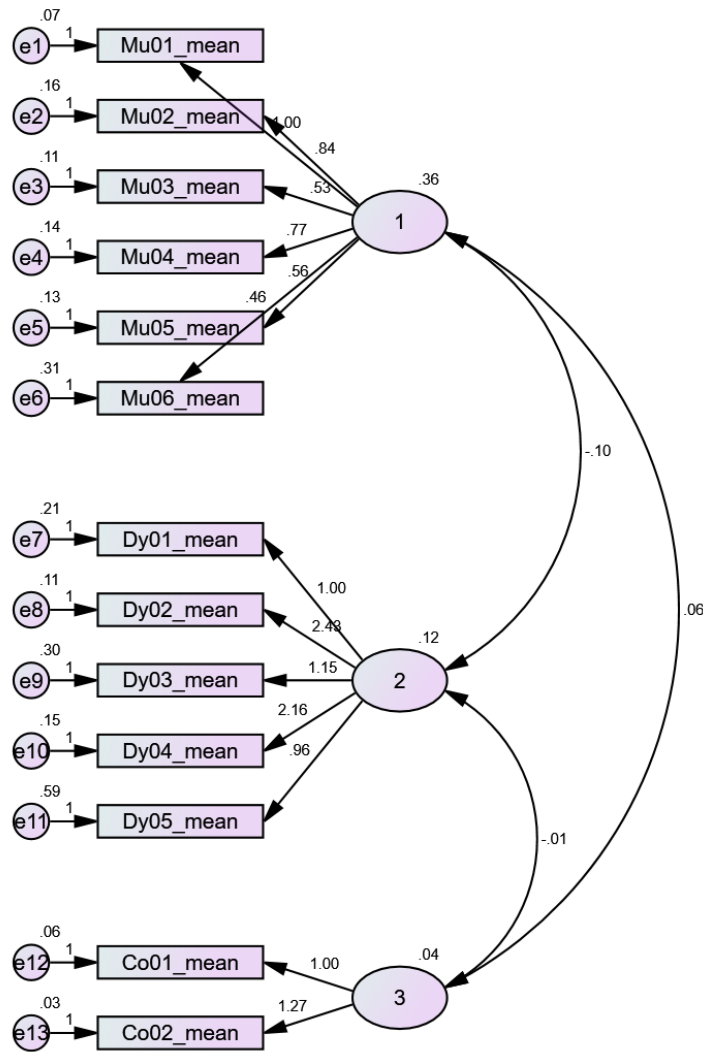 .07
e1 1 Mu01_mean
.16
e2 1 Mu02_mean
1.00
.84
.11
e3 1 Mu03_mean
.53
.36
1
.14
e4 1 Mu04_mean
.77
.56
.13
e5 1 Mu05_mean
.46
.31
e6 1 Mu06_mean
-.10
.21
e7 1 Dy01_mean
1.00
.11
e8 1 Dy02_mean
2.43
.06
.12
2
.30
e9 1 Dy03_mean
1.15
.15
e10 1 Dy04_mean
2.16
.96
.59
e11 1 Dy05_mean
-.01
.06
e12 1 Co01_mean
1.00
.04
3
.03
e13 1 Co02_mean
1.27